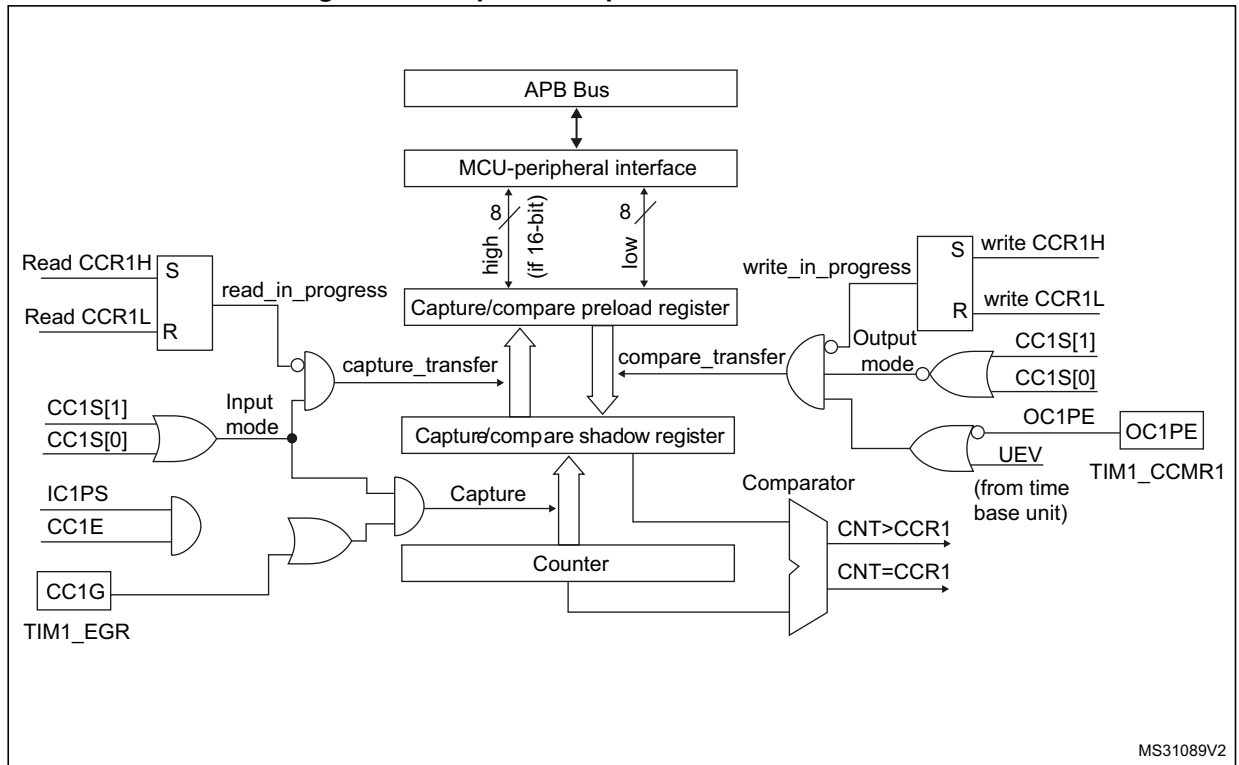 APB Bus
MCU-peripheral interface
8
high
(if 16-bit)
8
low
Read CCR1H
S
read_in_progress
Read CCR1L
R
write_in_progress
S
write CCR1H
R
write CCR1L
Capture/compare preload register
capture_transfer
compare_transfer
Output
mode
CC1S[1]
CC1S[0]
CC1S[1]
CC1S[0]
Input
mode
Capture/compare shadow register
OC1PE
OC1PE
UEV
TIM1_CCMR1
(from time
base unit)
IC1PS
CC1E
Capture
Comparator
CNT>CCR1
CNT=CCR1
Counter
CC1G
TIM1_EGR
MS31089V2